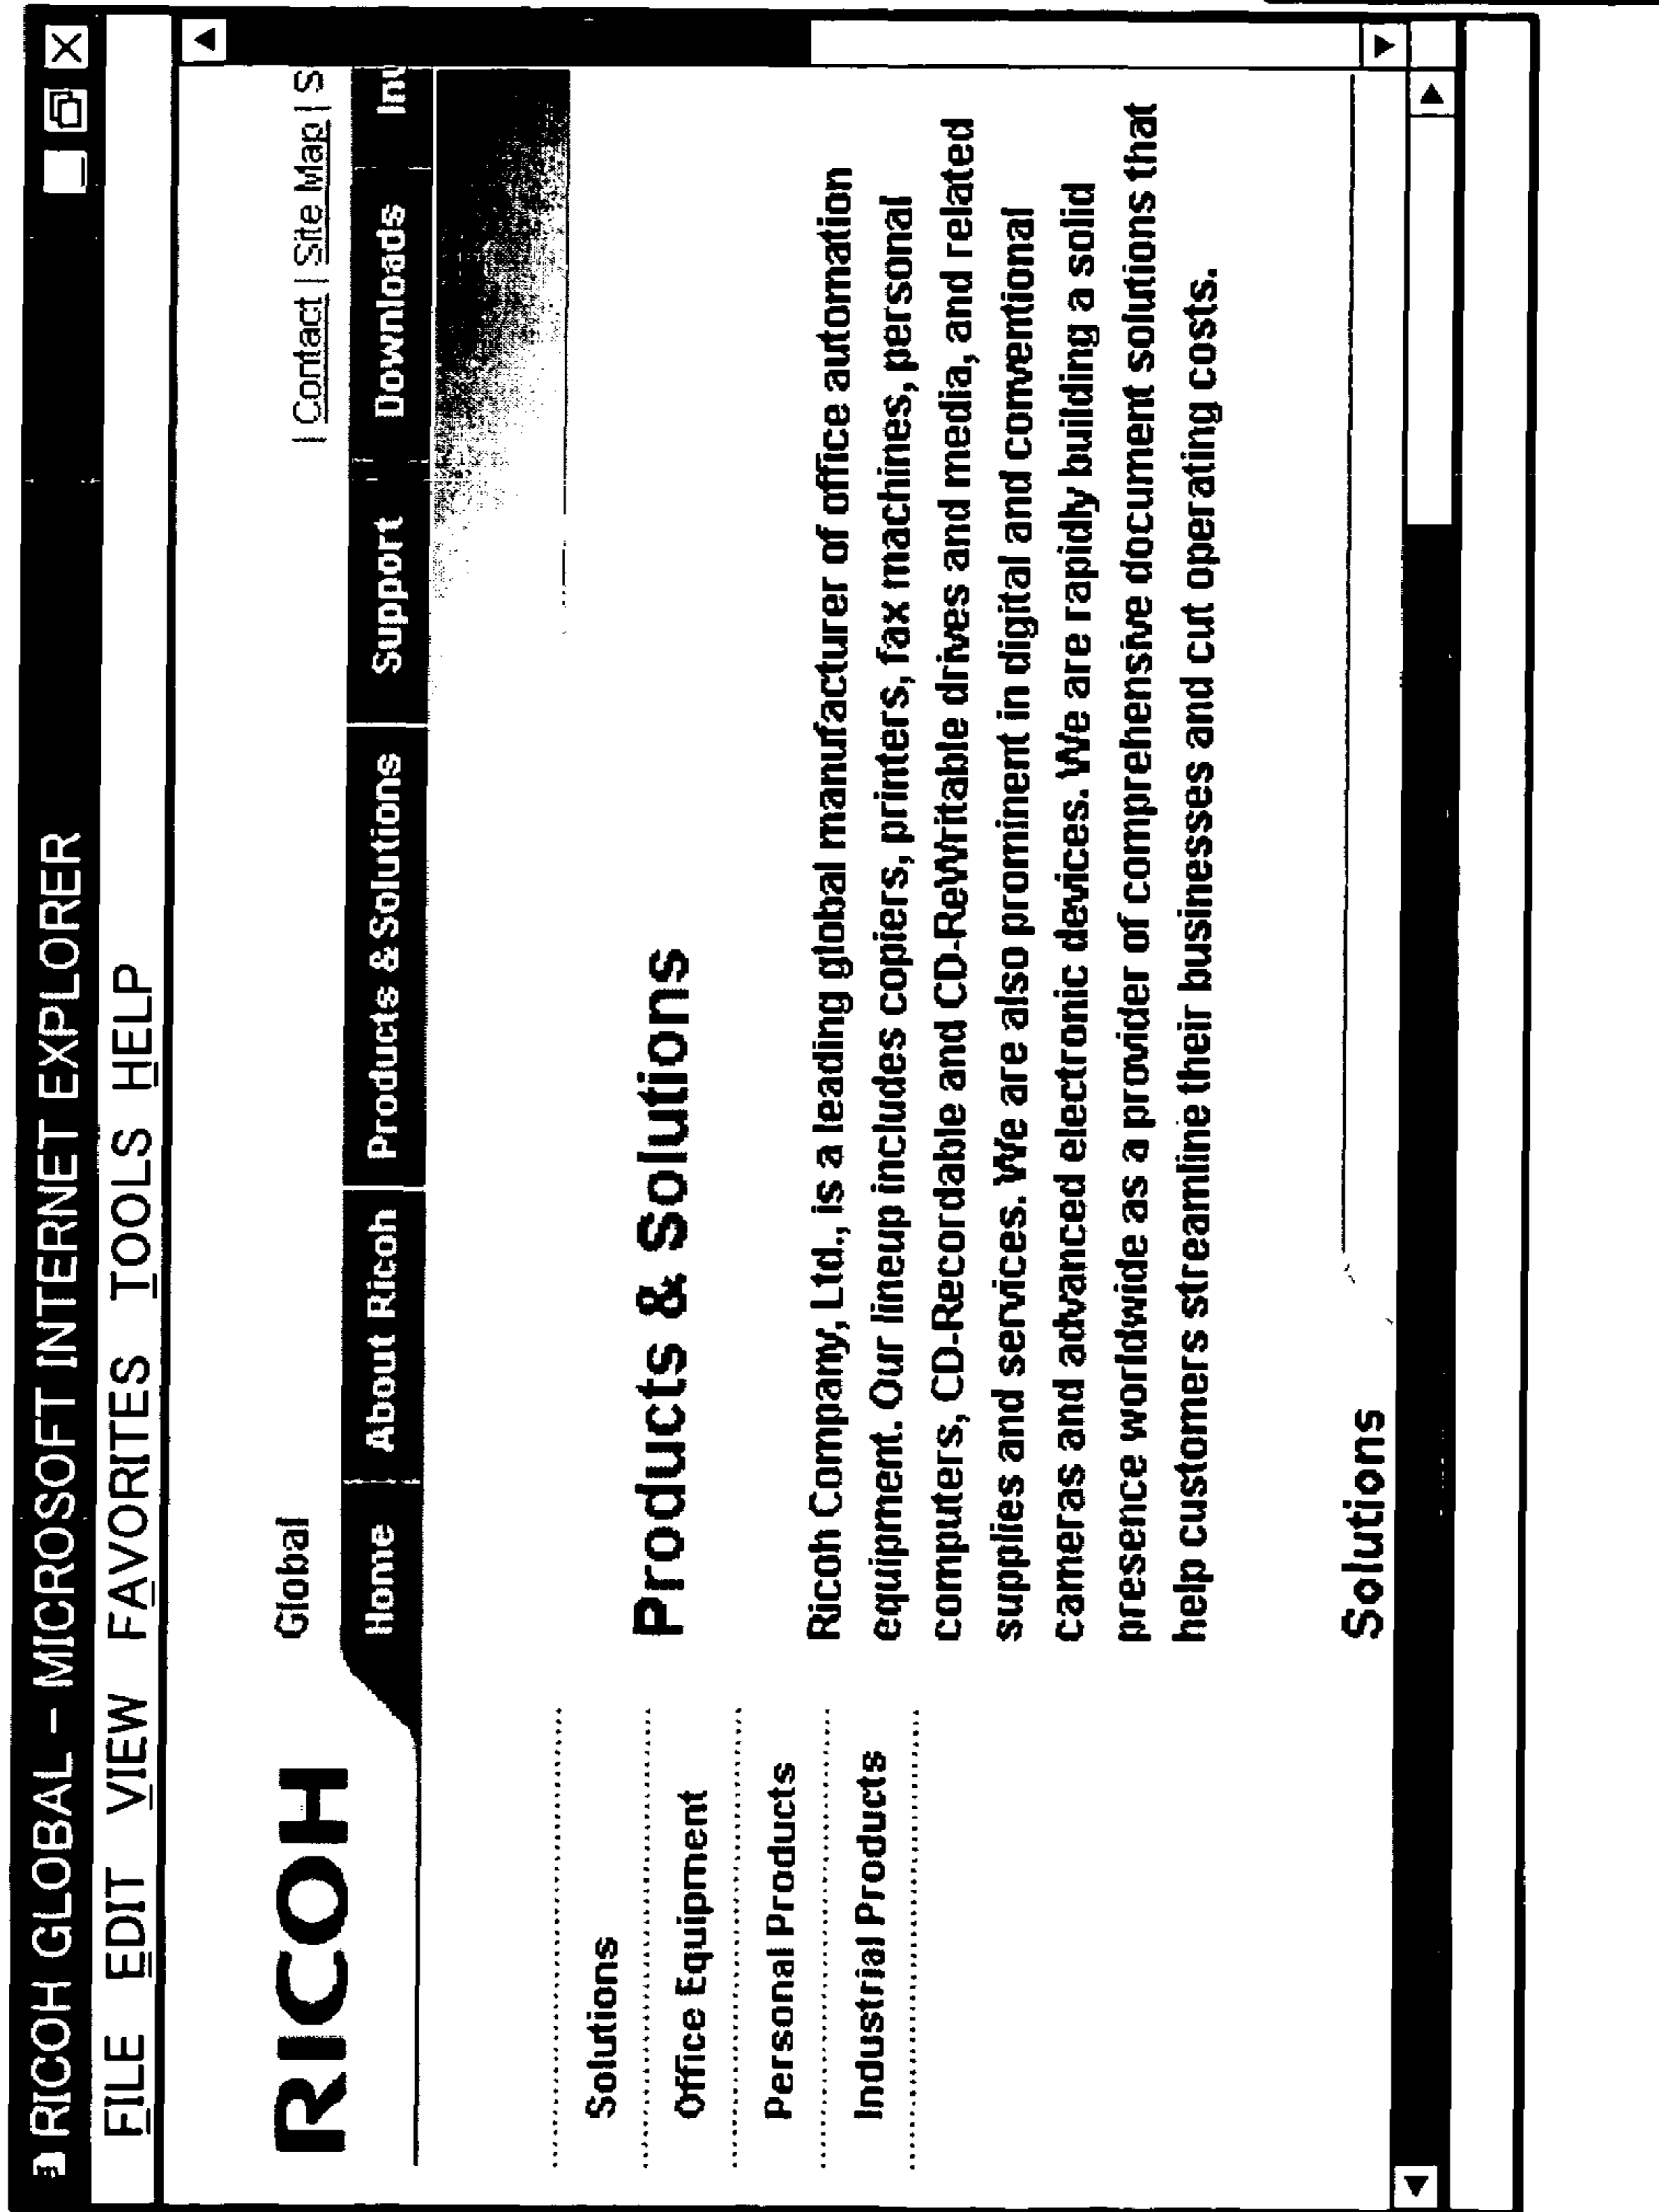 RICOH GLOBAL – MICROSOFT INTERNET EXPLORER
FILE EDIT VIEW FAVORITES TOOLS HELP
RICOH
Global
| Contact | Site Map | S
Home About Ricoh Products & Solutions Support Downloads
Solutions
Office Equipment
Personal Products
Industrial Products
Products & Solutions
Ricoh Company, Ltd., is a leading global manufacturer of office automation
equipment. Our lineup includes copiers, printers, fax machines, personal
computers, CD-Recordable and CD-ReWritable drives and media, and related
supplies and services. We are also prominent in digital and conventional
cameras and advanced electronic devices. We are rapidly building a solid
presence worldwide as a provider of comprehensive document solutions that
help customers streamline their businesses and cut operating costs.
Solutions